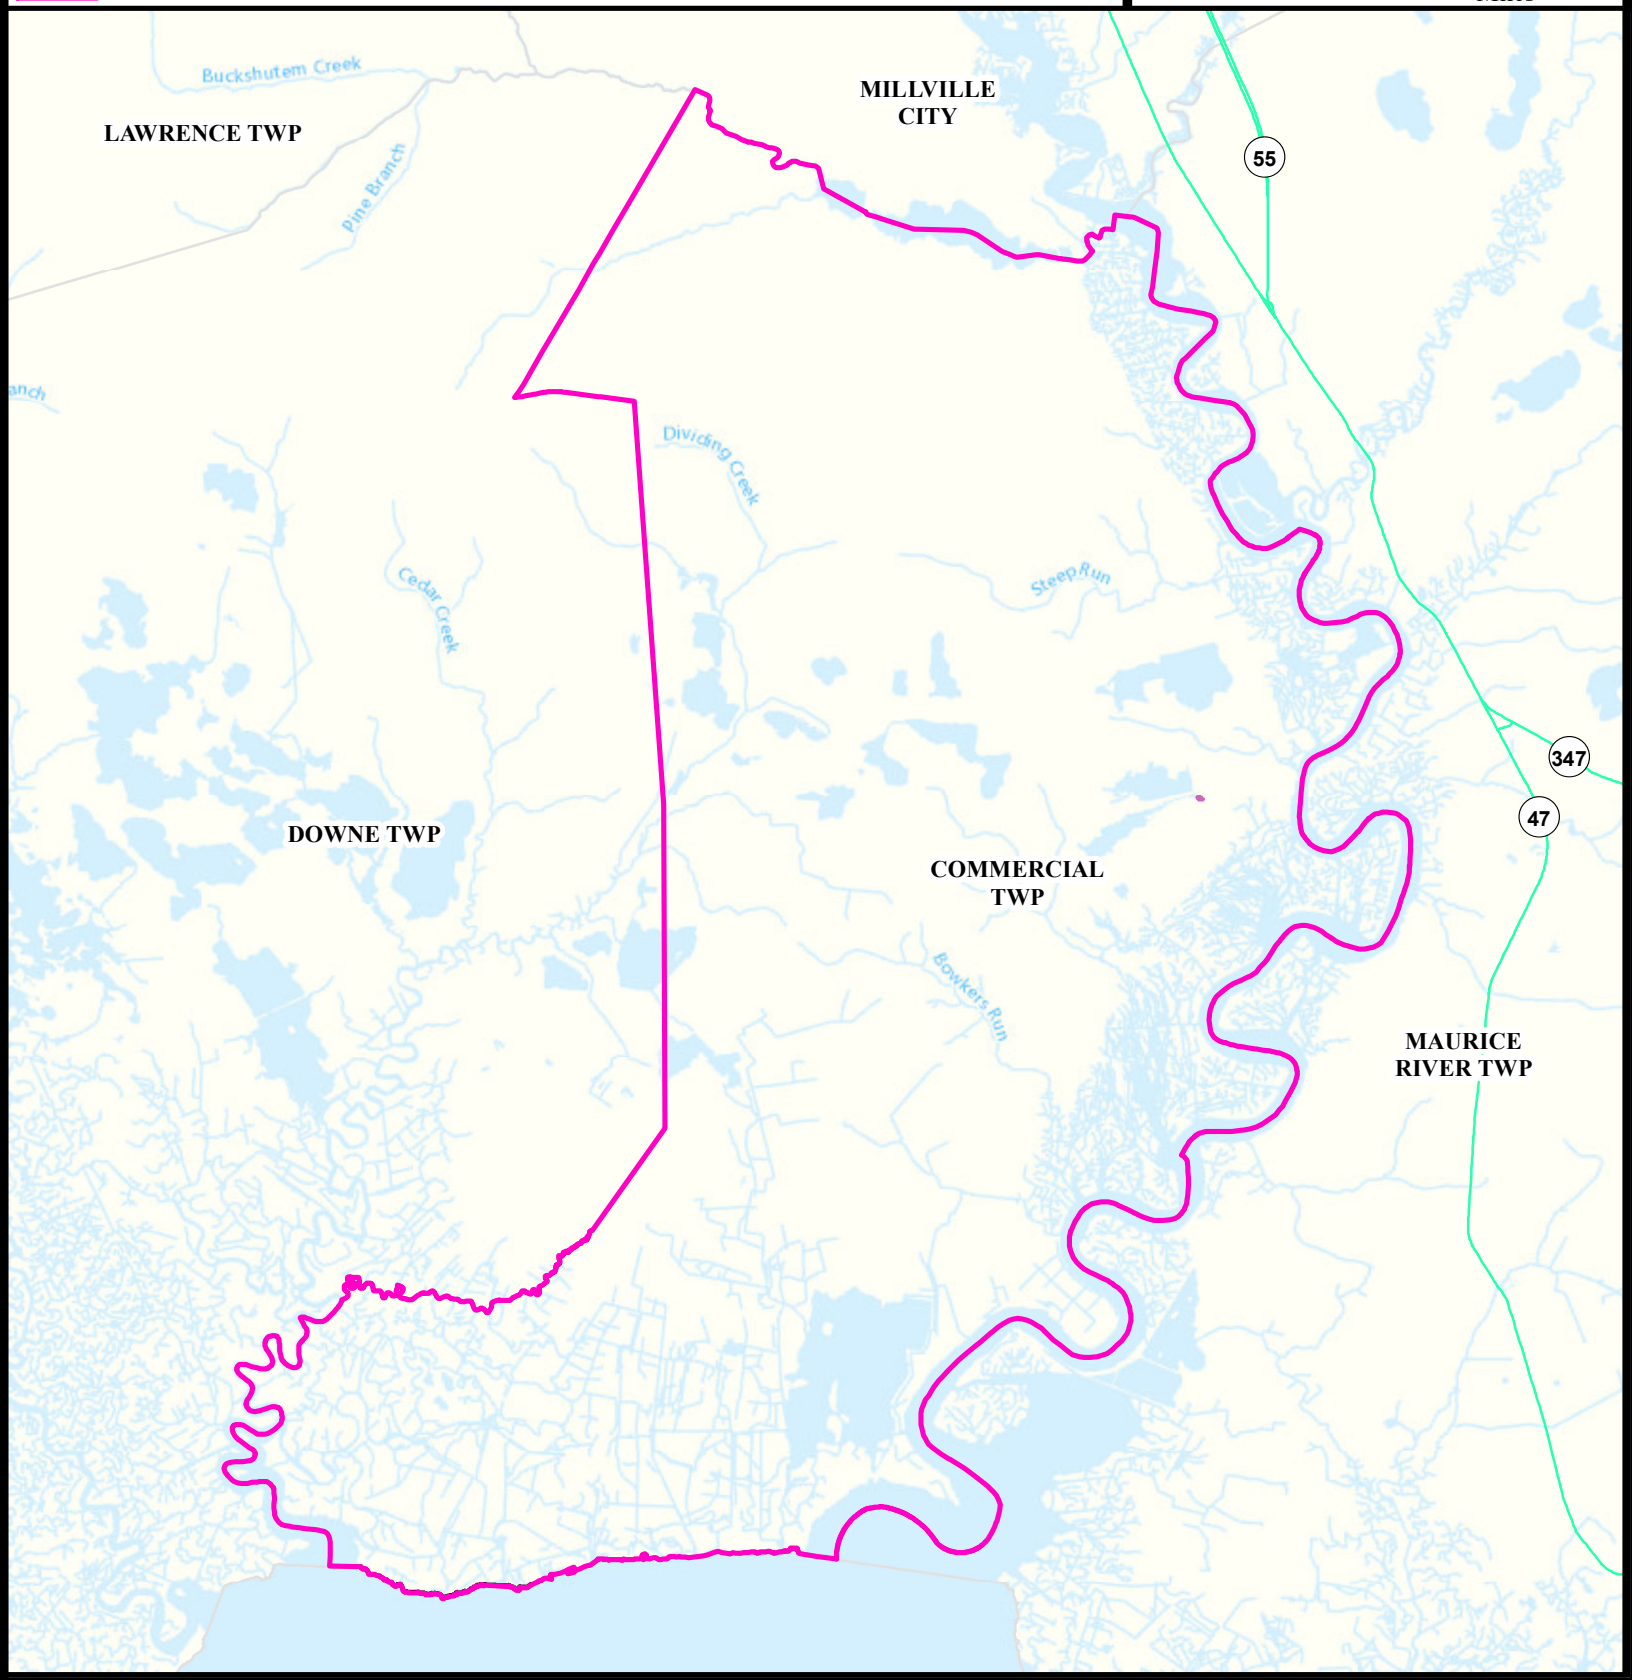 Buckshutem Creek
MILLVILLE
CITY
LAWRENCE TWP
55
Pine Branch
anch
Dividing Creek
Cedar Creek
Steep Run
347
47
DOWNE TWP
COMMERCIAL
TWP
Bowkers Run
MAURICE
RIVER TWP